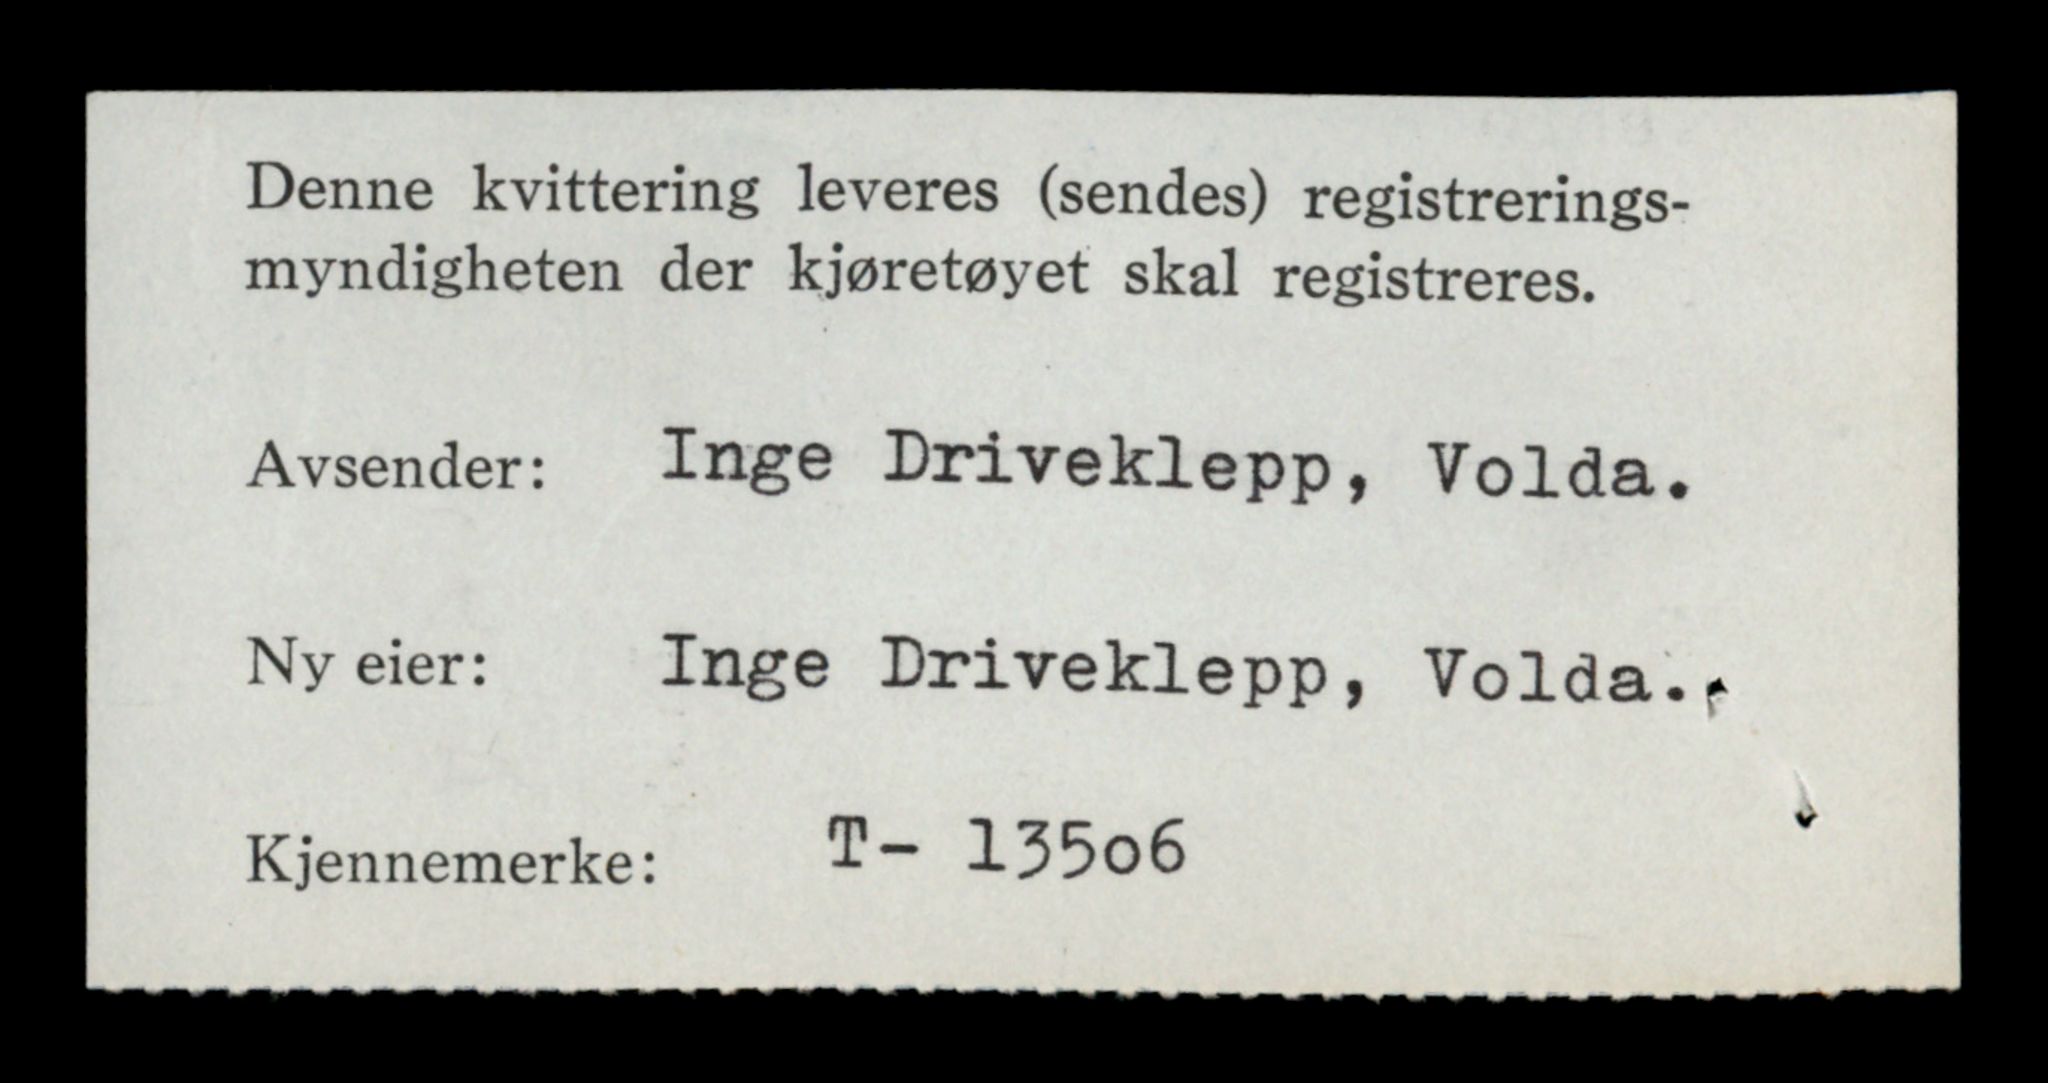 Denne kvittering leveres (sendes) registrerings-
myndigheten der kjøretøyet skal registreres.
Avsender: Inge Driveklepp, Volda.
Ny eier: Inge Driveklepp, Volda.
Kjennemerke: T- 13506